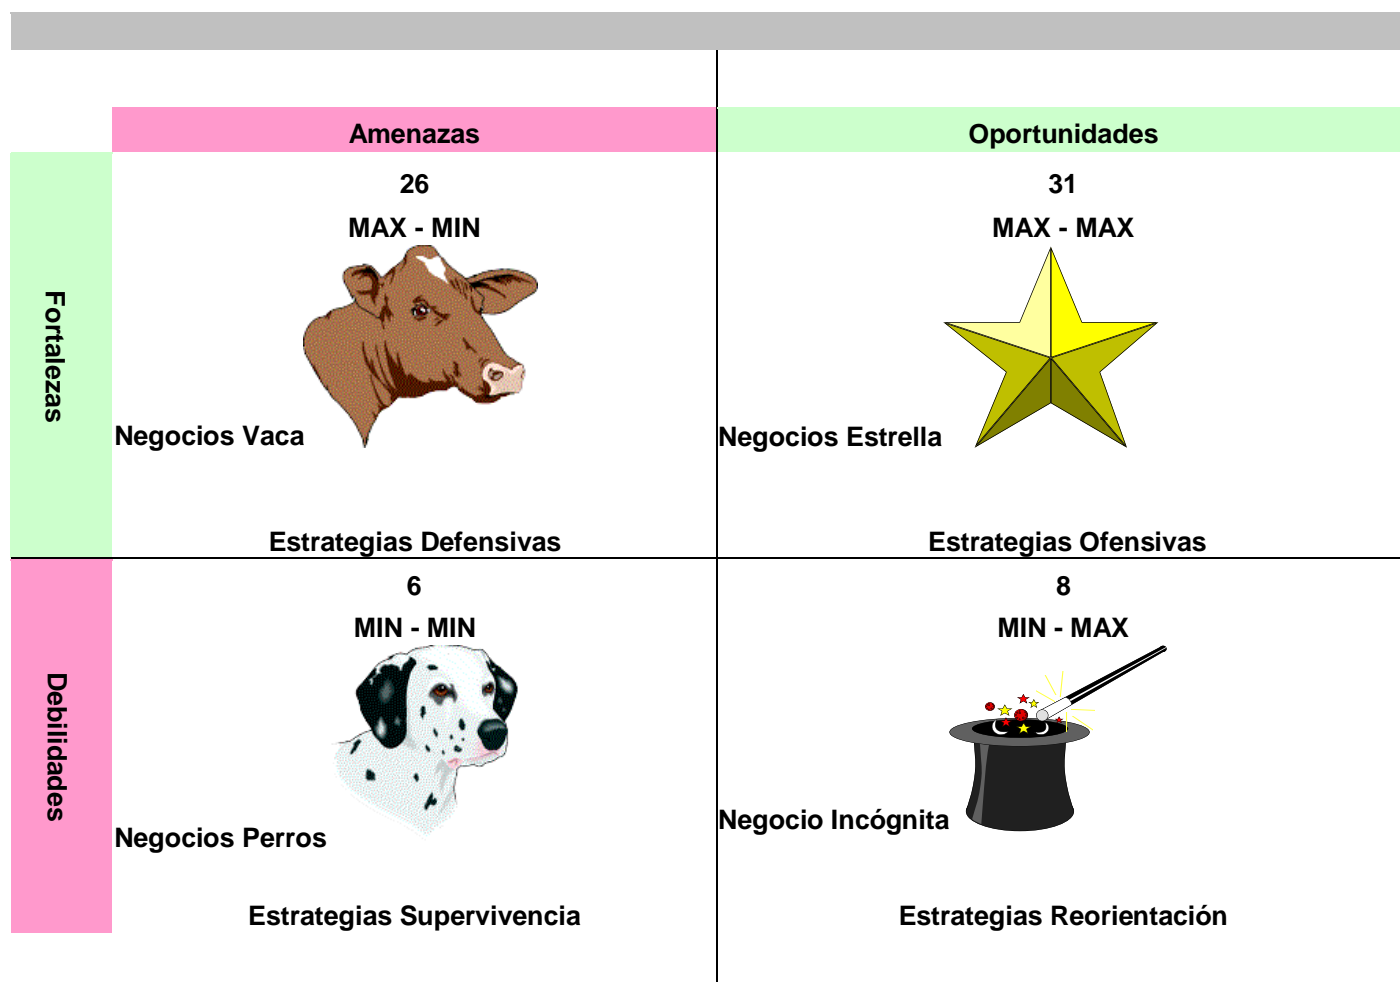 Amenazas
Oportunidades
26
31
MAX - MIN
MAX - MAX
Fortalezas
Negocios Vaca
Negocios Estrella
Estrategias Defensivas
Estrategias Ofensivas
6
8
MIN - MIN
MIN - MAX
Debilidades
Negocios Perros
Negocio Incógnita
Estrategias Supervivencia
Estrategias Reorientación